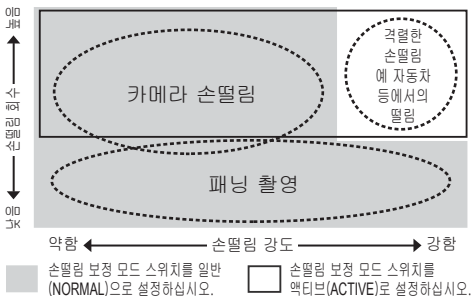 높음
손떨림 회수
낮음
카메라 손떨림
격렬한
손떨림
예 자동차
등에서의
떨림
패닝 촬영
약함
손떨림 강도
강함
손떨림 보정 모드 스위치를 일반
(NORMAL)으로 설정하십시오.
손떨림 보정 모드 스위치를
액티브(ACTIVE)로 설정하십시오.